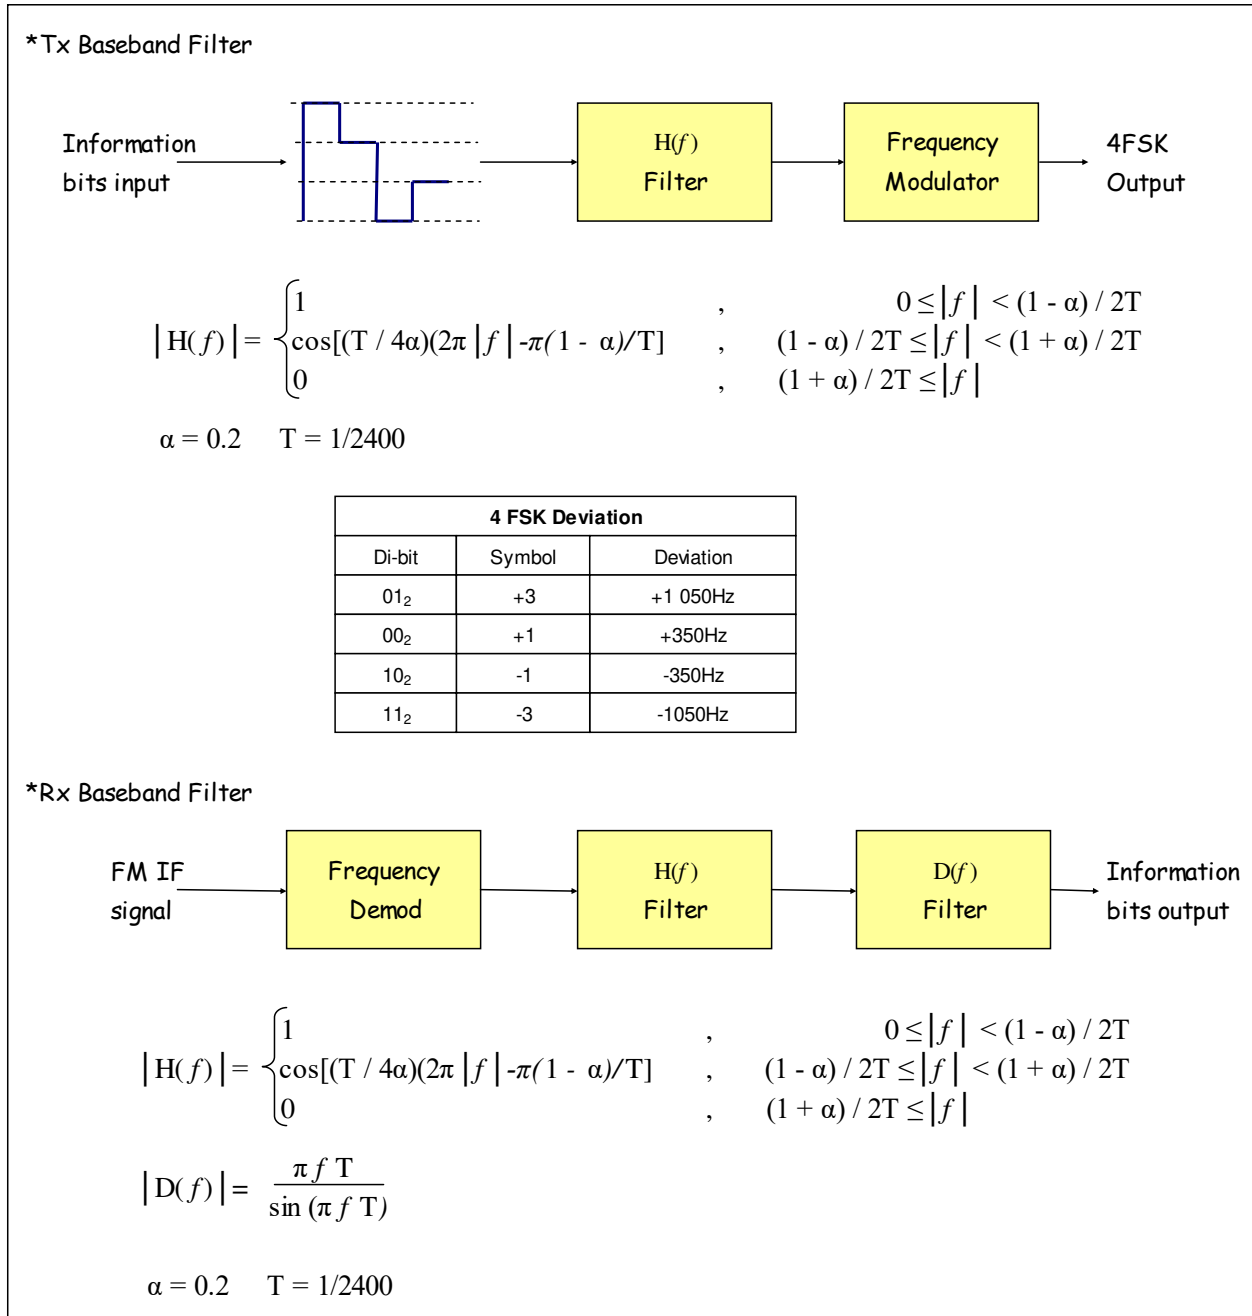 *Tx Baseband Filter
Information
bits input
H(f)
Filter
Frequency
Modulator
4FSK
Output
|H(f)| = { 1 , 0 ≤ |f| < (1 - α) / 2T
cos[(T / 4α)(2π |f| -π(1 - α)/T] , (1 - α) / 2T ≤ |f| < (1 + α) / 2T
0 , (1 + α) / 2T ≤ |f|
α = 0.2 T = 1/2400
4 FSK Deviation
Di-bit Symbol Deviation
01₂ +3 +1 050Hz
00₂ +1 +350Hz
10₂ -1 -350Hz
11₂ -3 -1050Hz
*Rx Baseband Filter
FM IF
signal
Frequency
Demod
H(f)
Filter
D(f)
Filter
Information
bits output
|H(f)| = { 1 , 0 ≤ |f| < (1 - α) / 2T
cos[(T / 4α)(2π |f| -π(1 - α)/T] , (1 - α) / 2T ≤ |f| < (1 + α) / 2T
0 , (1 + α) / 2T ≤ |f|
|D(f)| = π f T
sin (π f T)
α = 0.2 T = 1/2400